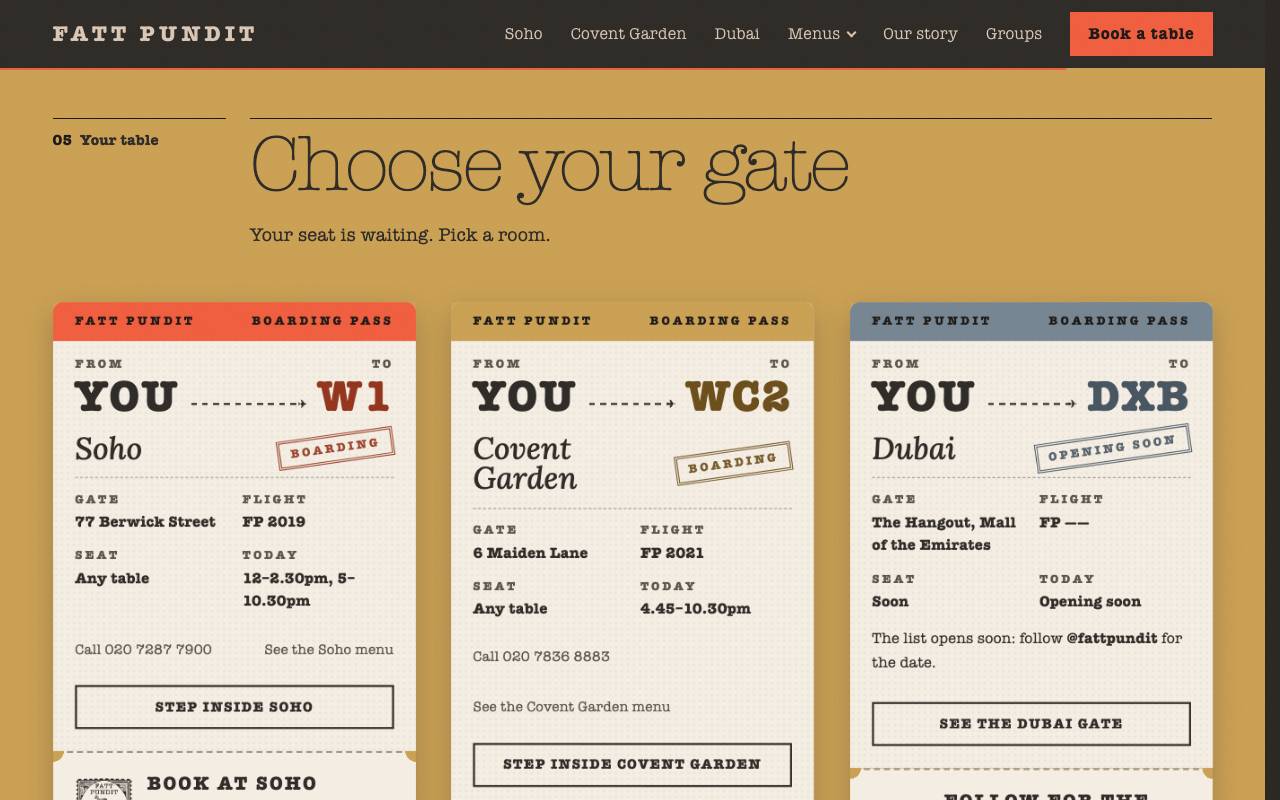 FATT PUNDIT
Soho Covent Garden Dubai Menus Our story Groups Book a table
05 Your table
Choose your gate
Your seat is waiting. Pick a room.
FATT PUNDIT BOARDING PASS
FROM TO
YOU W1
Soho BOARDING
GATE FLIGHT
77 Berwick Street FP 2019
SEAT TODAY
Any table 12–2.30pm, 5–
10.30pm
Call 020 7287 7900 See the Soho menu
STEP INSIDE SOHO
FATT PUNDIT
BOOK AT SOHO
FATT PUNDIT BOARDING PASS
FROM TO
YOU WC2
Covent
Garden BOARDING
GATE FLIGHT
6 Maiden Lane FP 2021
SEAT TODAY
Any table 4.45–10.30pm
Call 020 7836 8883
See the Covent Garden menu
STEP INSIDE COVENT GARDEN
FATT PUNDIT BOARDING PASS
FROM TO
YOU DXB
Dubai OPENING SOON
GATE FLIGHT
The Hangout, Mall FP ——
of the Emirates
SEAT TODAY
Soon Opening soon
The list opens soon: follow @fattpundit for
the date.
SEE THE DUBAI GATE
FOLLOW FOR THE